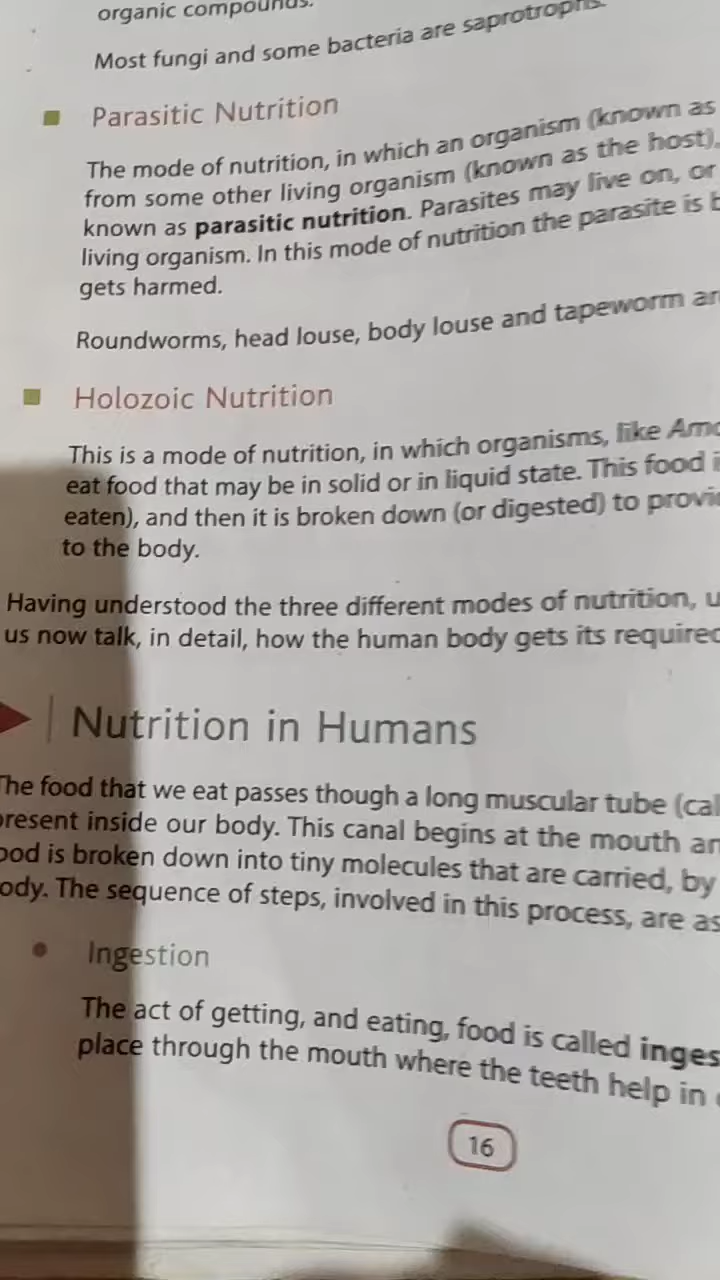 organic compounds.
Most fungi and some bacteria are saprotrophs.
Parasitic Nutrition
The mode of nutrition, in which an organism (known as
from some other living organism (known as the host),
known as parasitic nutrition. Parasites may live on, or
living organism. In this mode of nutrition the parasite is b
gets harmed.
Roundworms, head louse, body louse and tapeworm ar
Holozoic Nutrition
This is a mode of nutrition, in which organisms, like Amo
eat food that may be in solid or in liquid state. This food i
eaten), and then it is broken down (or digested) to provi
to the body.
Having understood the three different modes of nutrition, u
us now talk, in detail, how the human body gets its required
Nutrition in Humans
The food that we eat passes though a long muscular tube (cal
present inside our body. This canal begins at the mouth an
ood is broken down into tiny molecules that are carried, by
ody. The sequence of steps, involved in this process, are as
Ingestion
The act of getting, and eating, food is called inges
place through the mouth where the teeth help in
16